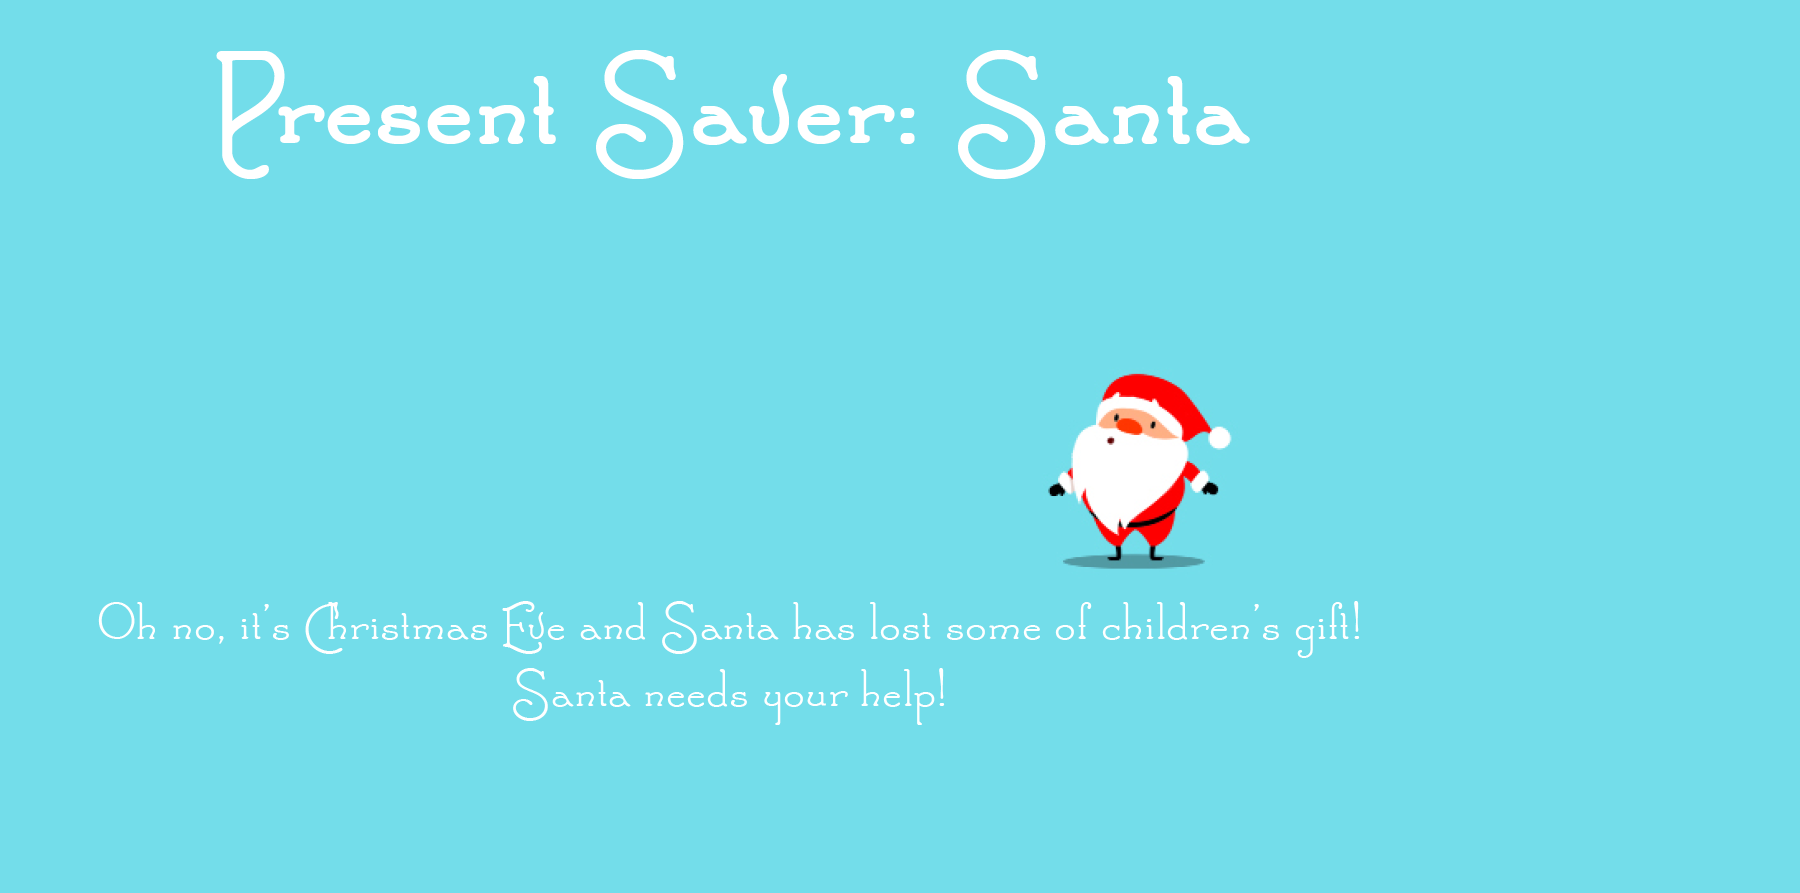 Present Saver: Santa
Oh no, it's Christmas Eve and Santa has lost some of children's gift!
Santa needs your help!